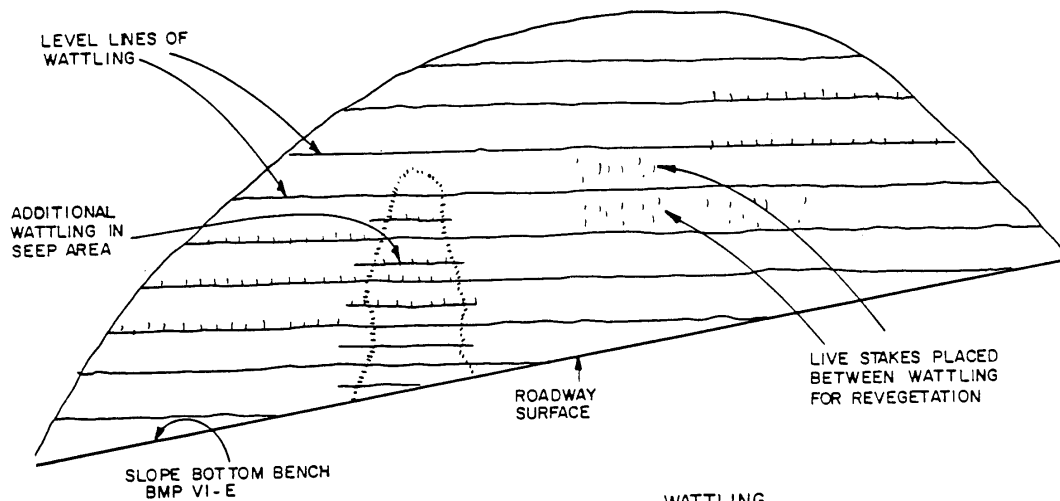 LEVEL LINES OF
WATTLING
ADDITIONAL
WATTLING IN
SEEP AREA
ROADWAY
SURFACE
LIVE STAKES PLACED
BETWEEN WATTLING
FOR REVEGETATION
SLOPE BOTTOM BENCH
BMP VI-E
WATTLING